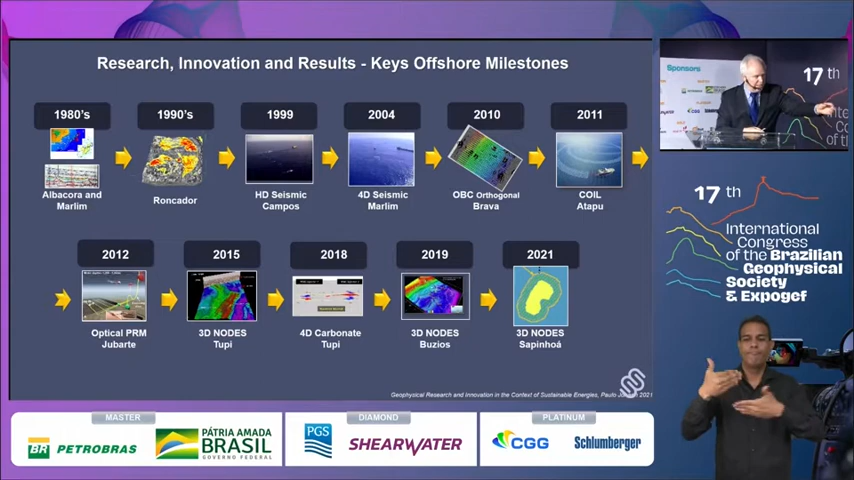 Research, Innovation and Results - Keys Offshore Milestones
1980's
1990's
1999
2004
2010
2011
Albacora and
Marlim
Roncador
HD Seismic
Campos
4D Seismic
Marlim
OBC Orthogonal
Brava
COIL
Atapu
2012
2015
2018
2019
2021
Optical PRM
Jubarte
3D NODES
Tupi
4D Carbonate
Tupi
3D NODES
Buzios
3D NODES
Sapinhoá
Geophysical Research and Innovation in the Context of Sustainable Energies, Paulo 2021
Sponsors
17th
17th
International
Congress
of the Brazilian
Geophysical
Society
& Expogef
MASTER
BR PETROBRAS
PÁTRIA AMADA
BRASIL
GOVERNO FEDERAL
DIAMOND
PGS
SHEARWATER
PLATINUM
CGG
Schlumberger